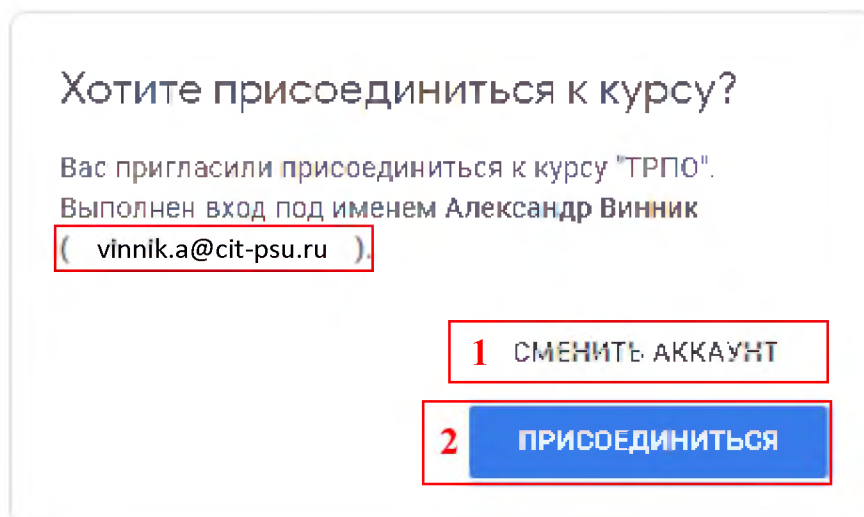 Хотите присоединиться к курсу?
Вас пригласили присоединиться к курсу "ТРПО".
Выполнен вход под именем Александр Винник
( vinnik.a@cit-psu.ru ).
1 СМЕНИТЬ АККАУНТ
2 ПРИСОЕДИНИТЬСЯ